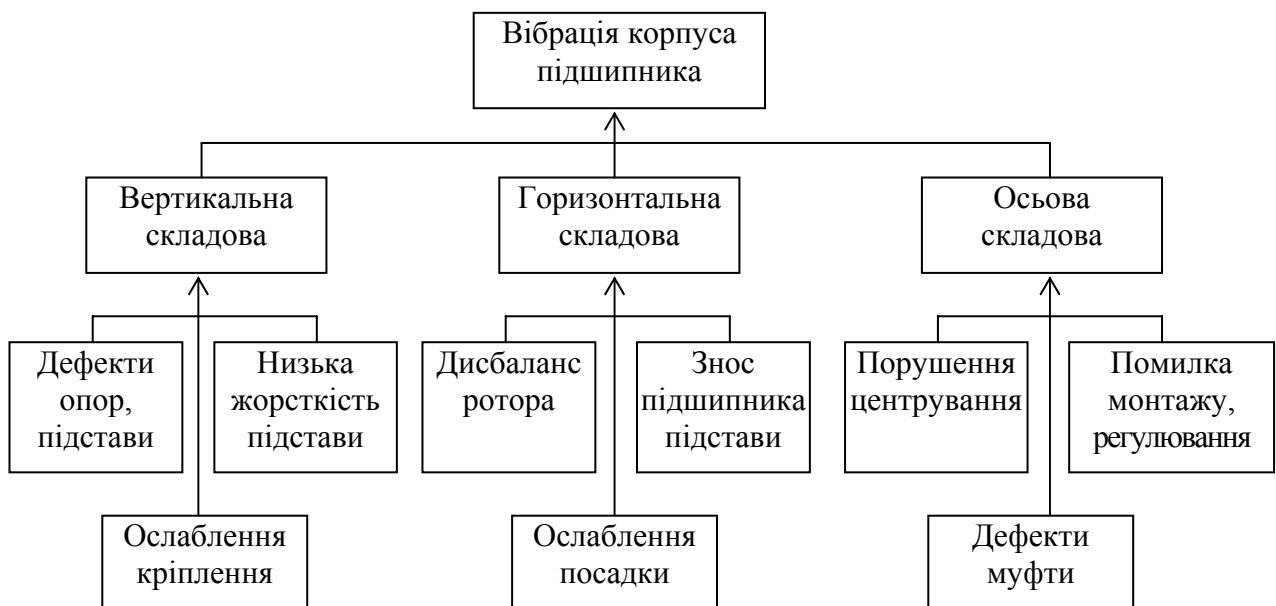 Вібрація корпуса
підшипника
Вертикальна
складова
Горизонтальна
складова
Осьова
складова
Дефекти
опор,
підстави
Низька
жорсткість
підстави
Дисбаланс
ротора
Знос
підшипника
підстави
Порушення
центрування
Помилка
монтажу,
регулювання
Ослаблення
кріплення
Ослаблення
посадки
Дефекти
муфти